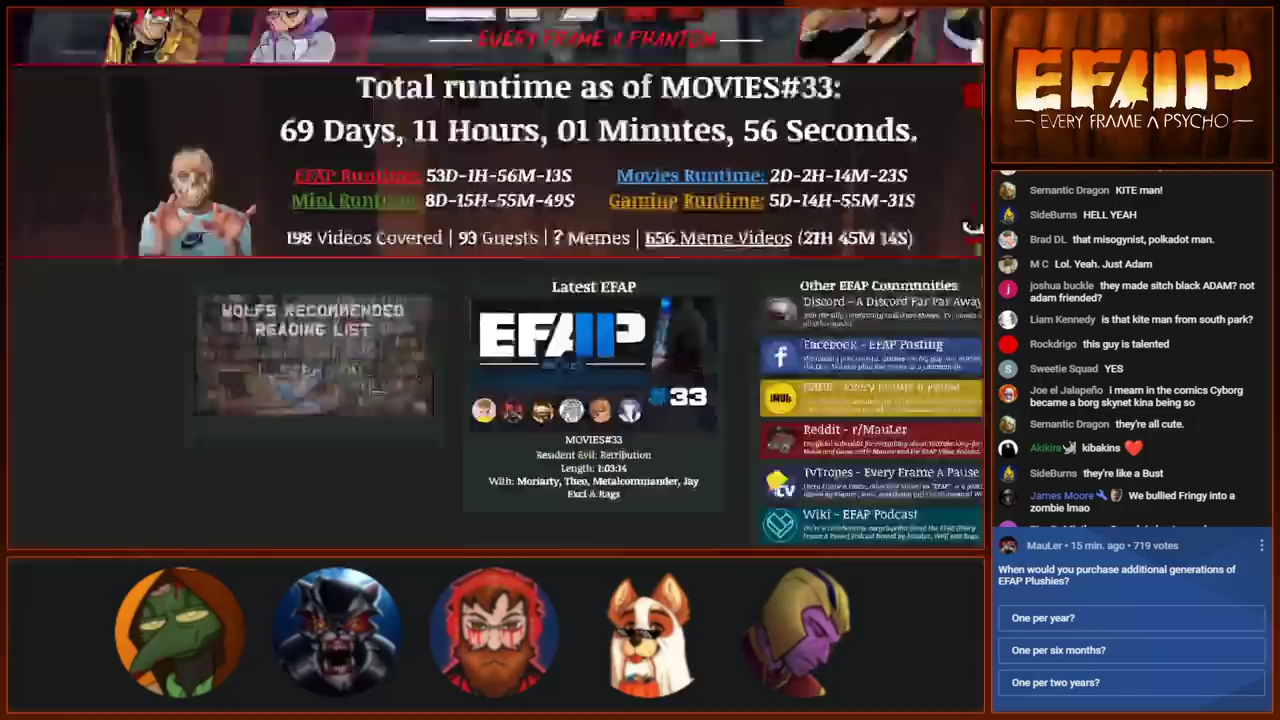 EVERY FRAME A PHANTOM
Total runtime as of MOVIES#33:
69 Days, 11 Hours, 01 Minutes, 56 Seconds.
EFAP Runtime: 53D-1H-56M-13S
Movies Runtime: 2D-2H-14M-23S
Mini Runtime: 8D-15H-55M-49S
Gaming Runtime: 5D-14H-55M-31S
198 Videos Covered | 93 Guests | ? Memes | 656 Meme Videos (21H 45M 14S)
WOLFS RECOMMENDED
READING LIST
Latest EFAP
EFAP
#33
MOVIES#33
Resident Evil: Retribution
Length: 1:03:14
With: Moriarty, Theo, Metalcommander, Jay
Exci & Rags
Other EFAP Communities
Discord - A Discord Far Far Away
Facebook - EFAP Posting
IMUG
Reddit - r/MauLer
TvTropes - Every Frame A Pause
Wiki - EFAP Podcast
EFAP
EVERY FRAME A PSYCHO
Semantic Dragon KITE man!
SideBurns HELL YEAH
Brad DL that misogynist, polkadot man.
M C Lol. Yeah. Just Adam
joshua buckle they made sitch black ADAM? not
adam friended?
Liam Kennedy is that kite man from south park?
Rockdrigo this guy is talented
Sweetie Squad YES
Joe el Jalapeño i meam in the comics Cyborg
became a borg skynet kina being so
Semantic Dragon they're all cute.
Akikira kibakins
SideBurns they're like a Bust
James Moore We bullied Fringy into a
zombie lmao
MauLer • 15 min. ago • 719 votes
When would you purchase additional generations of
EFAP Plushies?
One per year?
One per six months?
One per two years?